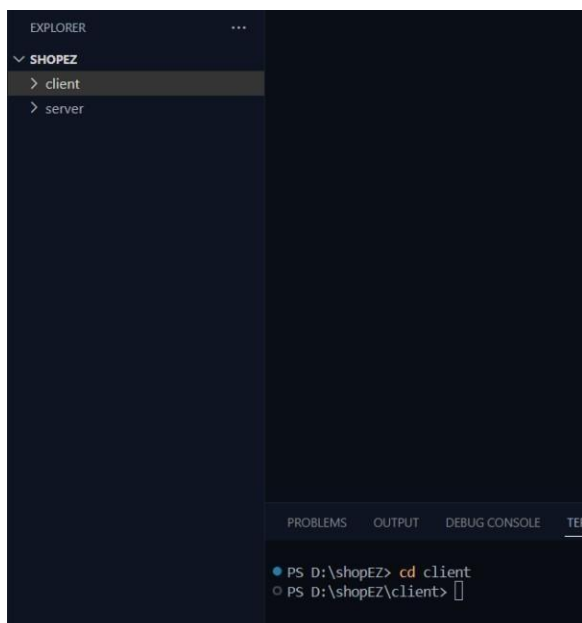 EXPLORER ...
SHOPEZ
> client
> server
PROBLEMS OUTPUT DEBUG CONSOLE
PS D:\shopEZ> cd client
PS D:\shopEZ\client>